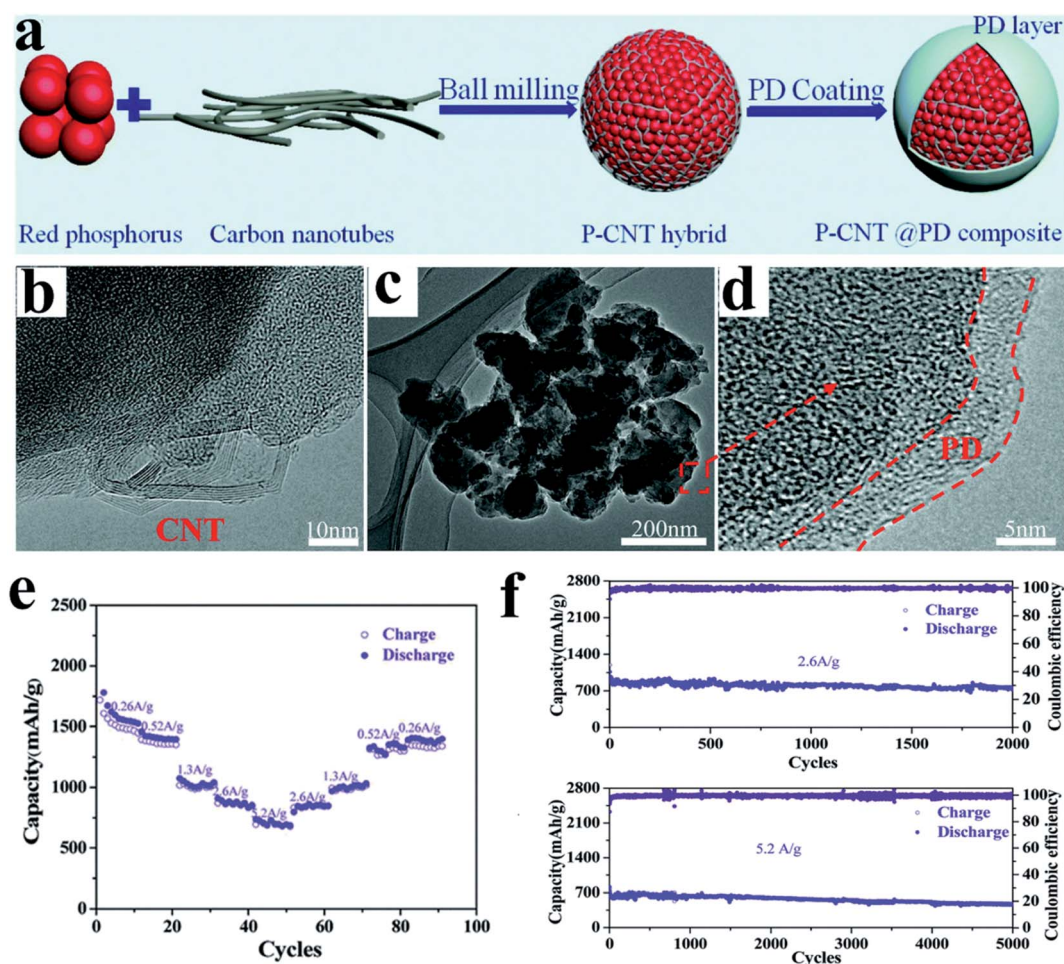 a
PD layer
Ball milling
PD Coating
Red phosphorus
Carbon nanotubes
P-CNT hybrid
P-CNT @PD composite
b
CNT
10nm
c
200nm
d
PD
5nm
e
Capacity(mAh/g)
2500
2000
1500
1000
500
0
Charge
Discharge
0.26A/g
0.52A/g
1.3A/g
2.6A/g
5.2A/g
2.6A/g
1.3A/g
0.52A/g
0.26A/g
0 20 40 60 80 100
Cycles
f
Capacity(mAh/g)
2800
2100
1400
700
0
Charge
Discharge
2.6A/g
100
80
60
40
20
0
Coulombic efficiency
0 500 1000 1500 2000
Cycles
Capacity(mAh/g)
2800
2100
1400
700
0
Charge
Discharge
5.2 A/g
100
80
60
40
20
0
Coulombic efficiency
0 1000 2000 3000 4000 5000
Cycles